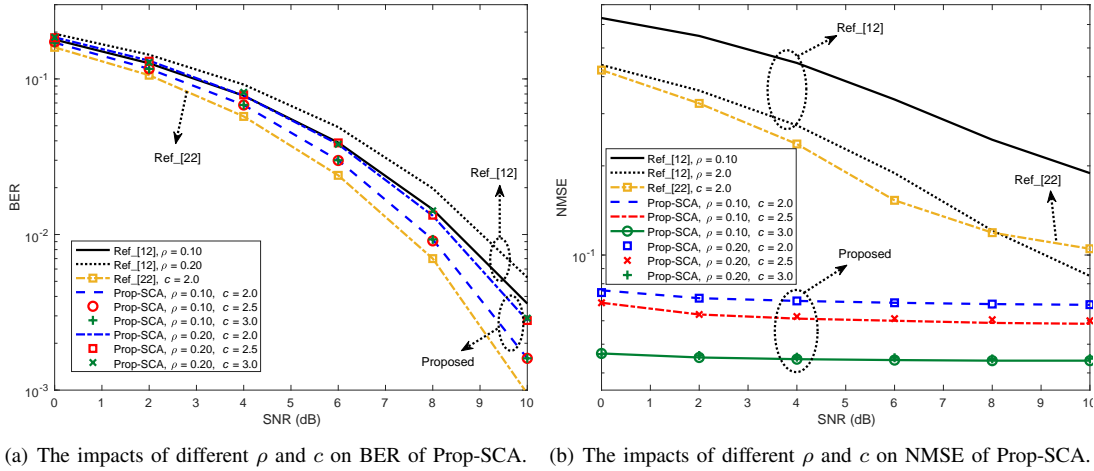 10⁻¹
10⁻²
10⁻³
BER
0 1 2 3 4 5 6 7 8 9 10
SNR (dB)
Ref_[22]
Ref_[12]
Proposed
Ref_[12], ρ = 0.10
Ref_[12], ρ = 0.20
Ref_[22], c = 2.0
Prop-SCA, ρ = 0.10, c = 2.0
Prop-SCA, ρ = 0.10, c = 2.5
Prop-SCA, ρ = 0.10, c = 3.0
Prop-SCA, ρ = 0.20, c = 2.0
Prop-SCA, ρ = 0.20, c = 2.5
Prop-SCA, ρ = 0.20, c = 3.0
(a) The impacts of different ρ and c on BER of Prop-SCA.
10⁻¹
NMSE
0 1 2 3 4 5 6 7 8 9 10
SNR (dB)
Ref_[12]
Ref_[22]
Proposed
Ref_[12], ρ = 0.10
Ref_[12], ρ = 2.0
Ref_[22], c = 2.0
Prop-SCA, ρ = 0.10, c = 2.0
Prop-SCA, ρ = 0.10, c = 2.5
Prop-SCA, ρ = 0.10, c = 3.0
Prop-SCA, ρ = 0.20, c = 2.0
Prop-SCA, ρ = 0.20, c = 2.5
Prop-SCA, ρ = 0.20, c = 3.0
(b) The impacts of different ρ and c on NMSE of Prop-SCA.